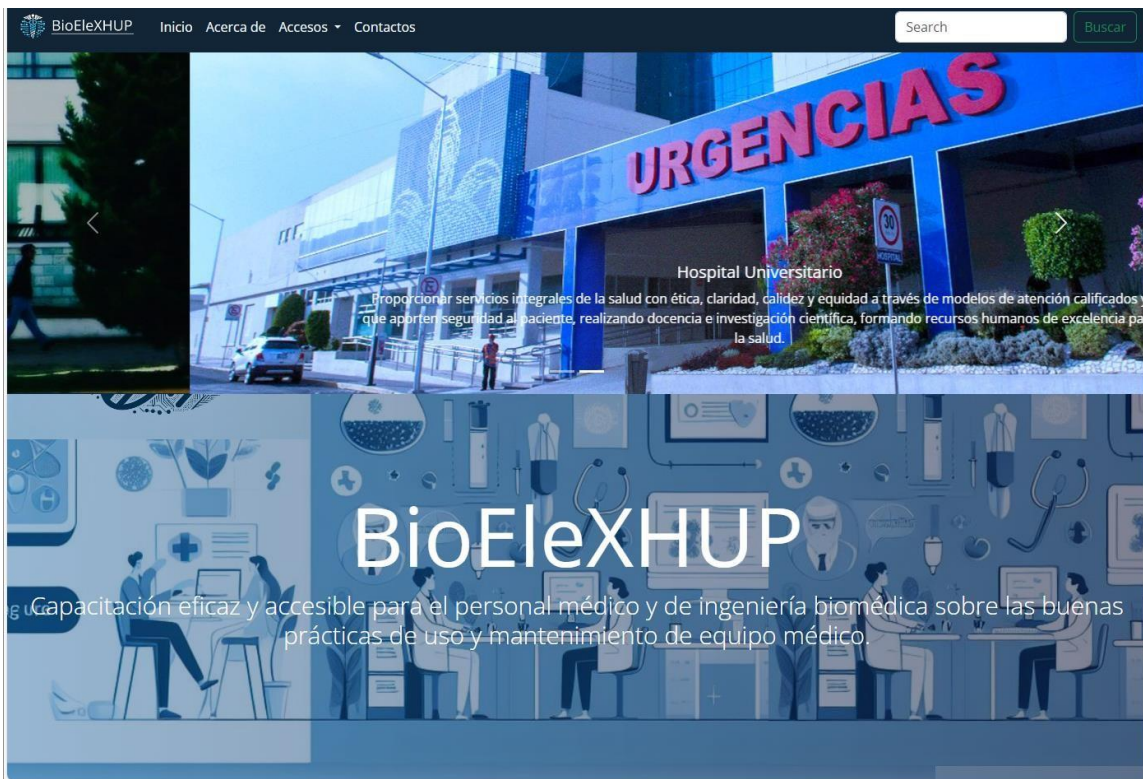 BioEleXHUP Inicio Acerca de Accesos Contactos Search Buscar
URGENCIAS
30
HOSPITAL
E
Hospital Universitario
Proporcionar servicios integrales de la salud con ética, claridad, calidez y equidad a través de modelos de atención calificados y
que aporten seguridad al paciente, realizando docencia e investigación científica, formando recursos humanos de excelencia pa
la salud.
BioEleXHUP
Capacitación eficaz y accesible para el personal médico y de ingeniería biomédica sobre las buenas
prácticas de uso y mantenimiento de equipo médico.